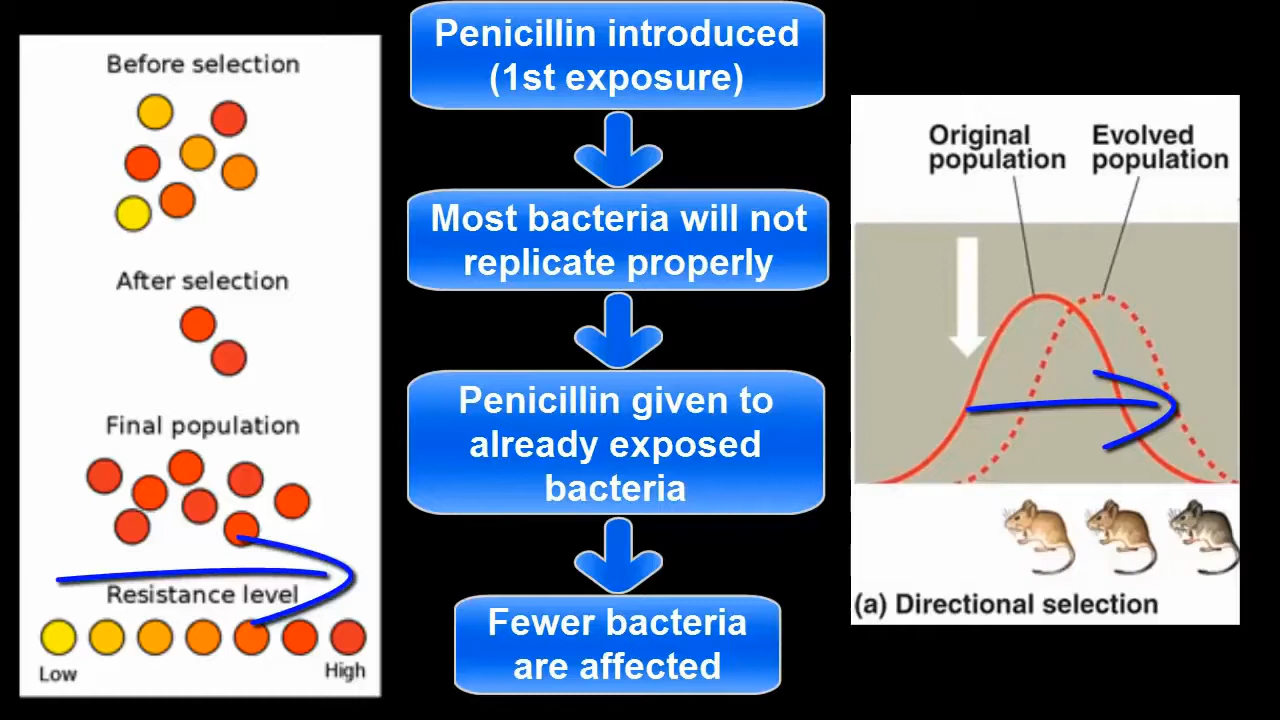 Before selection
After selection
Final population
Resistance level
Low
High
Penicillin introduced
(1st exposure)
Most bacteria will not
replicate properly
Penicillin given to
already exposed
bacteria
Fewer bacteria
are affected
Original
population
Evolved
population
(a) Directional selection